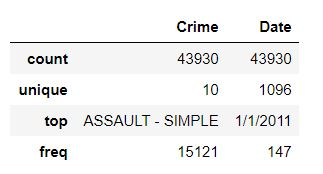 Crime Date
count 43930 43930
unique 10 1096
top ASSAULT - SIMPLE 1/1/2011
freq 15121 147